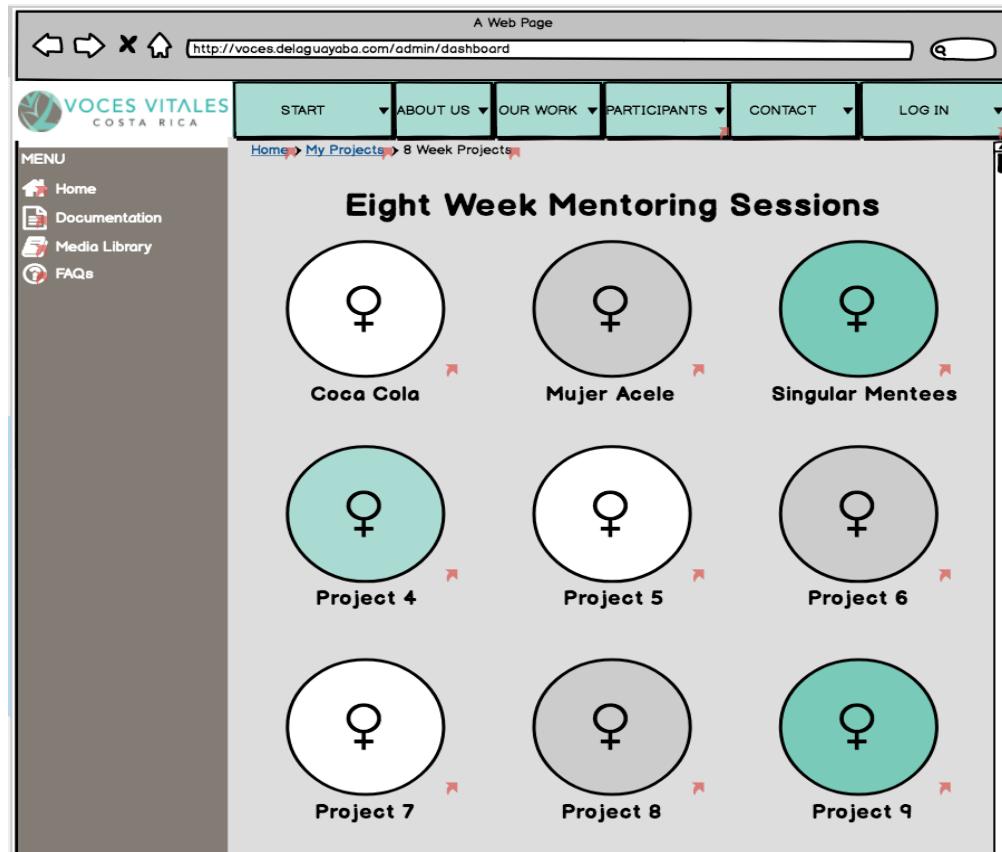 A Web Page
http://voces.delaguayaba.com/admin/dashboard
VOCES VITALES
COSTA RICA
START ABOUT US OUR WORK PARTICIPANTS CONTACT LOG IN
Home > My Projects > 8 Week Projects
MENU
Home
Documentation
Media Library
FAQs
Eight Week Mentoring Sessions
Coca Cola Mujer Acele Singular Mentees
Project 4 Project 5 Project 6
Project 7 Project 8 Project 9